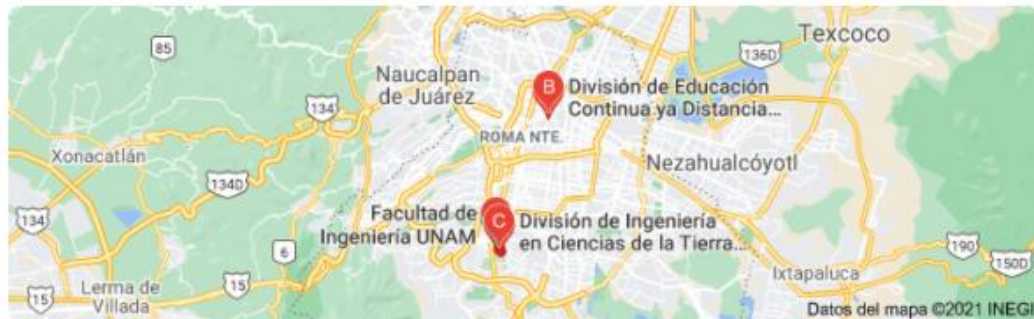 85
136D
Texcoco
Naucalpan
de Juárez
B
División de Educación
Continua ya Distancia...
134
ROMA NTE.
Xonacatlán
Nezahualcóyotl
134D
134
Facultad de
Ingeniería UNAM
C
División de Ingeniería
en Ciencias de la Tierra...
6
190
150D
Ixtapaluca
15
Lerma de
Villada
15
Datos del mapa ©2021 INEGI